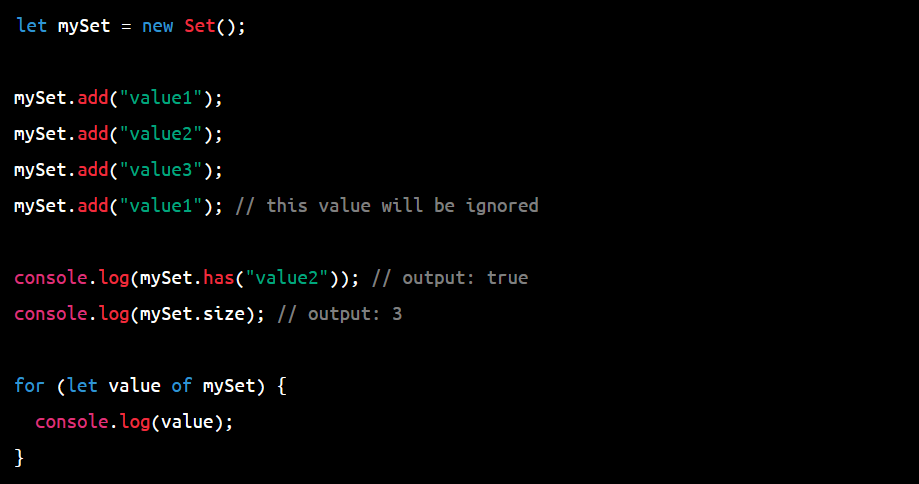 let mySet = new Set();
mySet.add("value1");
mySet.add("value2");
mySet.add("value3");
mySet.add("value1"); // this value will be ignored
console.log(mySet.has("value2")); // output: true
console.log(mySet.size); // output: 3
for (let value of mySet) {
  console.log(value);
}